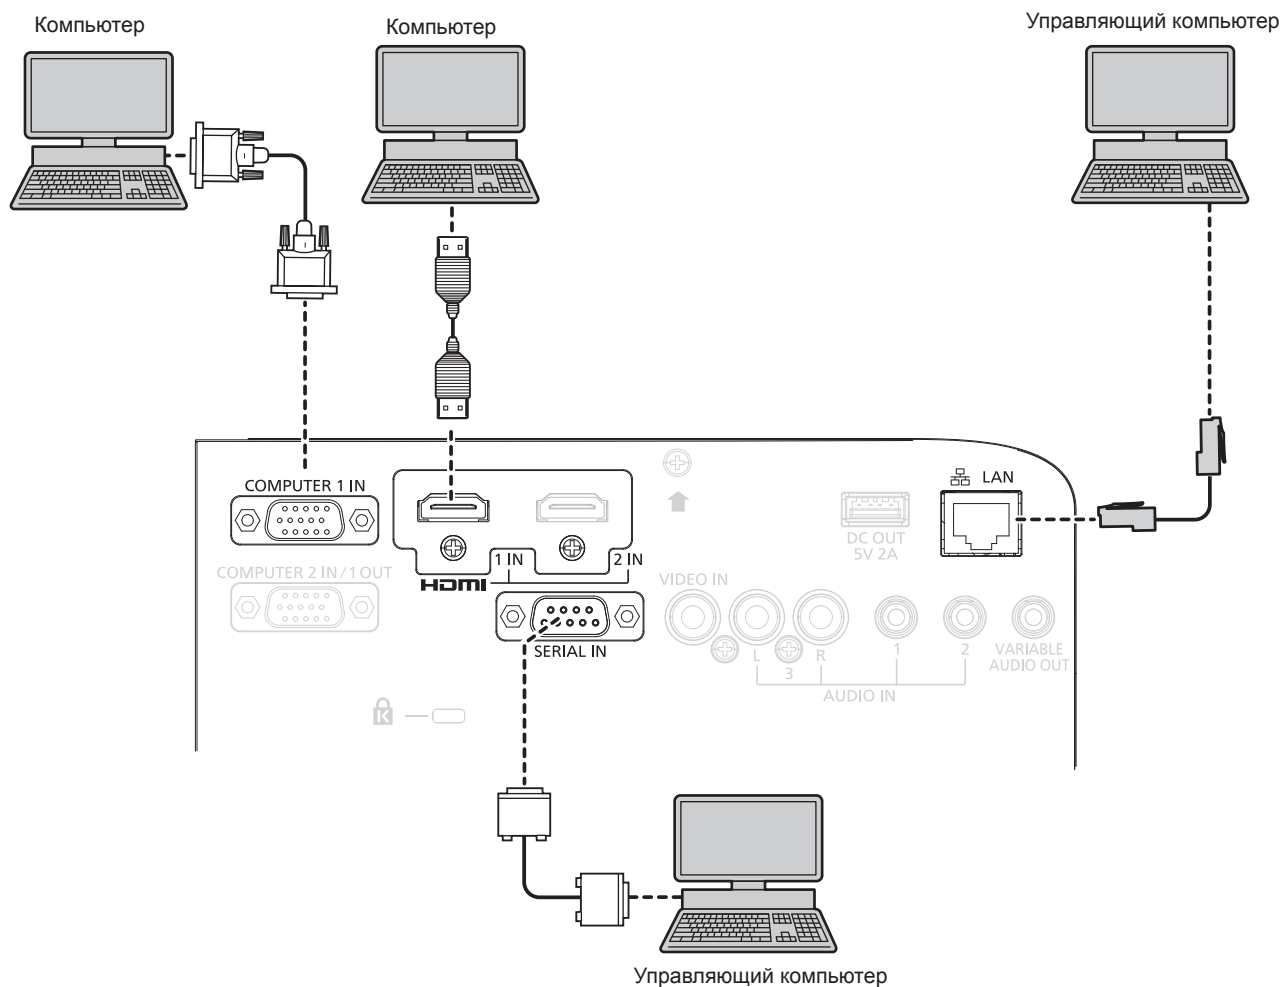 Компьютер
Компьютер
Управляющий компьютер
COMPUTER 1 IN
LAN
DC OUT
5V 2A
1 IN
2 IN
HDMI
COMPUTER 2 IN / 1 OUT
VIDEO IN
SERIAL IN
L
R
1
2
VARIABLE
AUDIO OUT
3
AUDIO IN
K
Управляющий компьютер